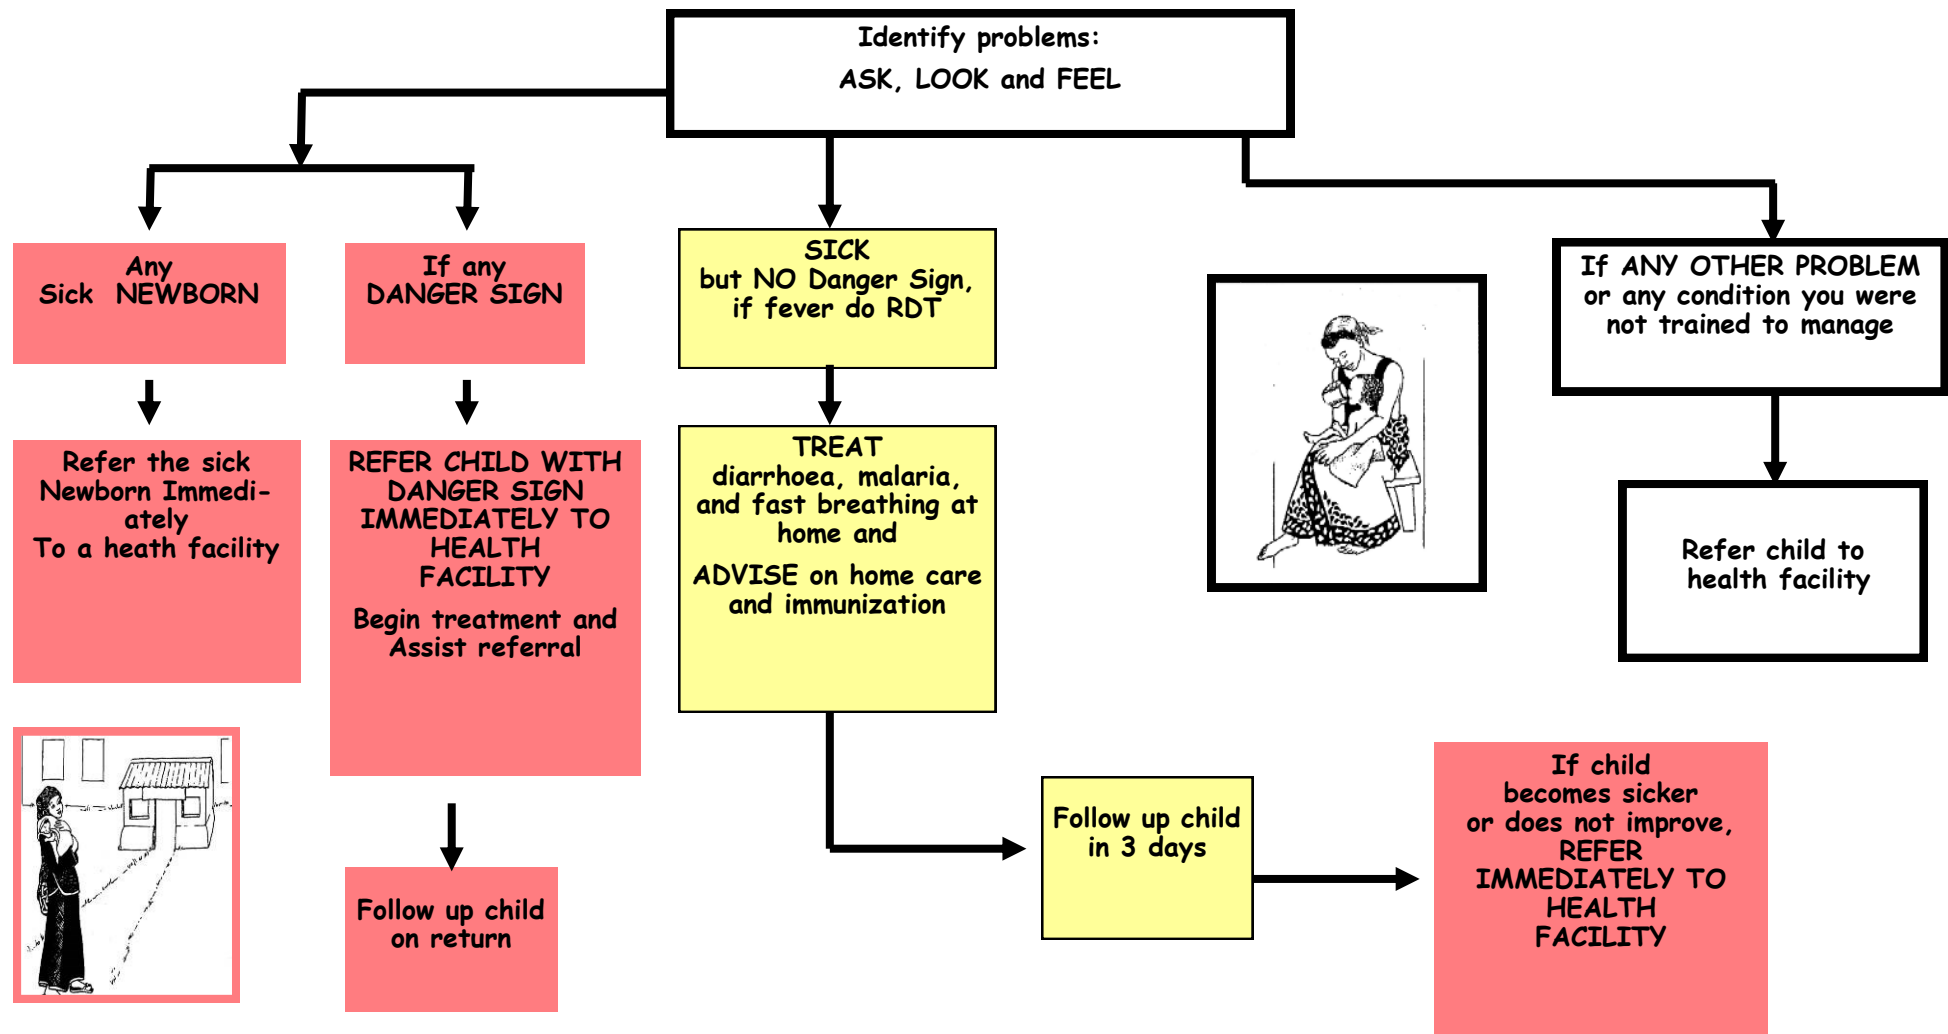 Identify problems:
ASK, LOOK and FEEL
Any
Sick NEWBORN
If any
DANGER SIGN
SICK
but NO Danger Sign,
if fever do RDT
If ANY OTHER PROBLEM
or any condition you were
not trained to manage
Refer the sick
Newborn Immedi-
ately
To a heath facility
REFER CHILD WITH
DANGER SIGN
IMMEDIATELY TO
HEALTH
FACILITY
Begin treatment and
Assist referral
TREAT
diarrhoea, malaria,
and fast breathing at
home and
ADVISE on home care
and immunization
Refer child to
health facility
Follow up child
on return
Follow up child
in 3 days
If child
becomes sicker
or does not improve,
REFER
IMMEDIATELY TO
HEALTH
FACILITY